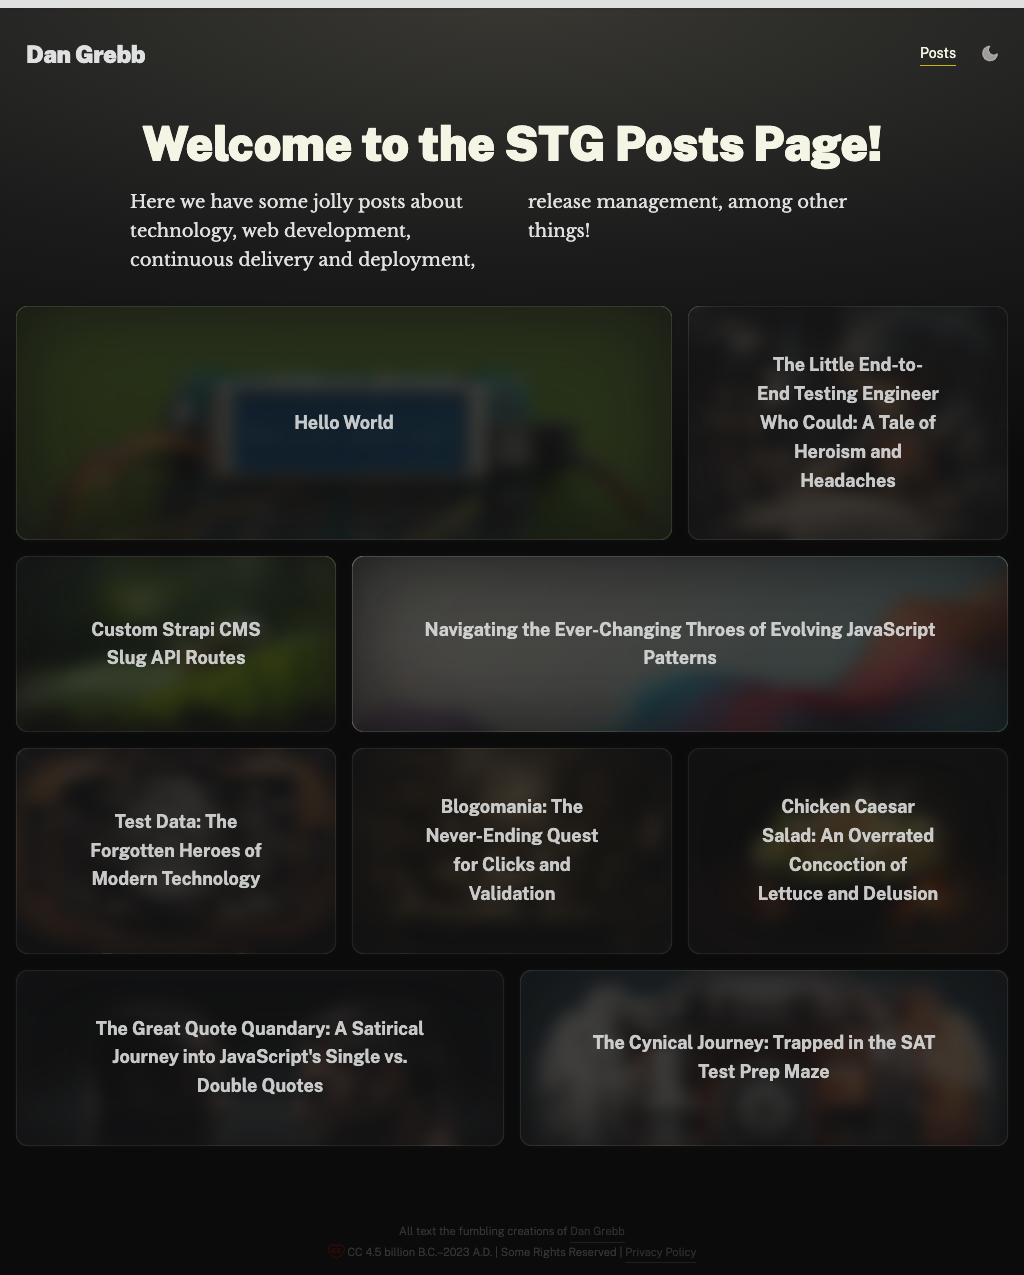 Dan Grebb
Posts
Welcome to the STG Posts Page!
Here we have some jolly posts about
technology, web development,
continuous delivery and deployment,
release management, among other
things!
Hello World
The Little End-to-
End Testing Engineer
Who Could: A Tale of
Heroism and
Headaches
Custom Strapi CMS
Slug API Routes
Navigating the Ever-Changing Throes of Evolving JavaScript
Patterns
Test Data: The
Forgotten Heroes of
Modern Technology
Blogomania: The
Never-Ending Quest
for Clicks and
Validation
Chicken Caesar
Salad: An Overrated
Concoction of
Lettuce and Delusion
The Great Quote Quandary: A Satirical
Journey into JavaScript's Single vs.
Double Quotes
The Cynical Journey: Trapped in the SAT
Test Prep Maze
All text the fumbling creations of Dan Grebb
CC 4.5 billion B.C.–2023 A.D. | Some Rights Reserved | Privacy Policy